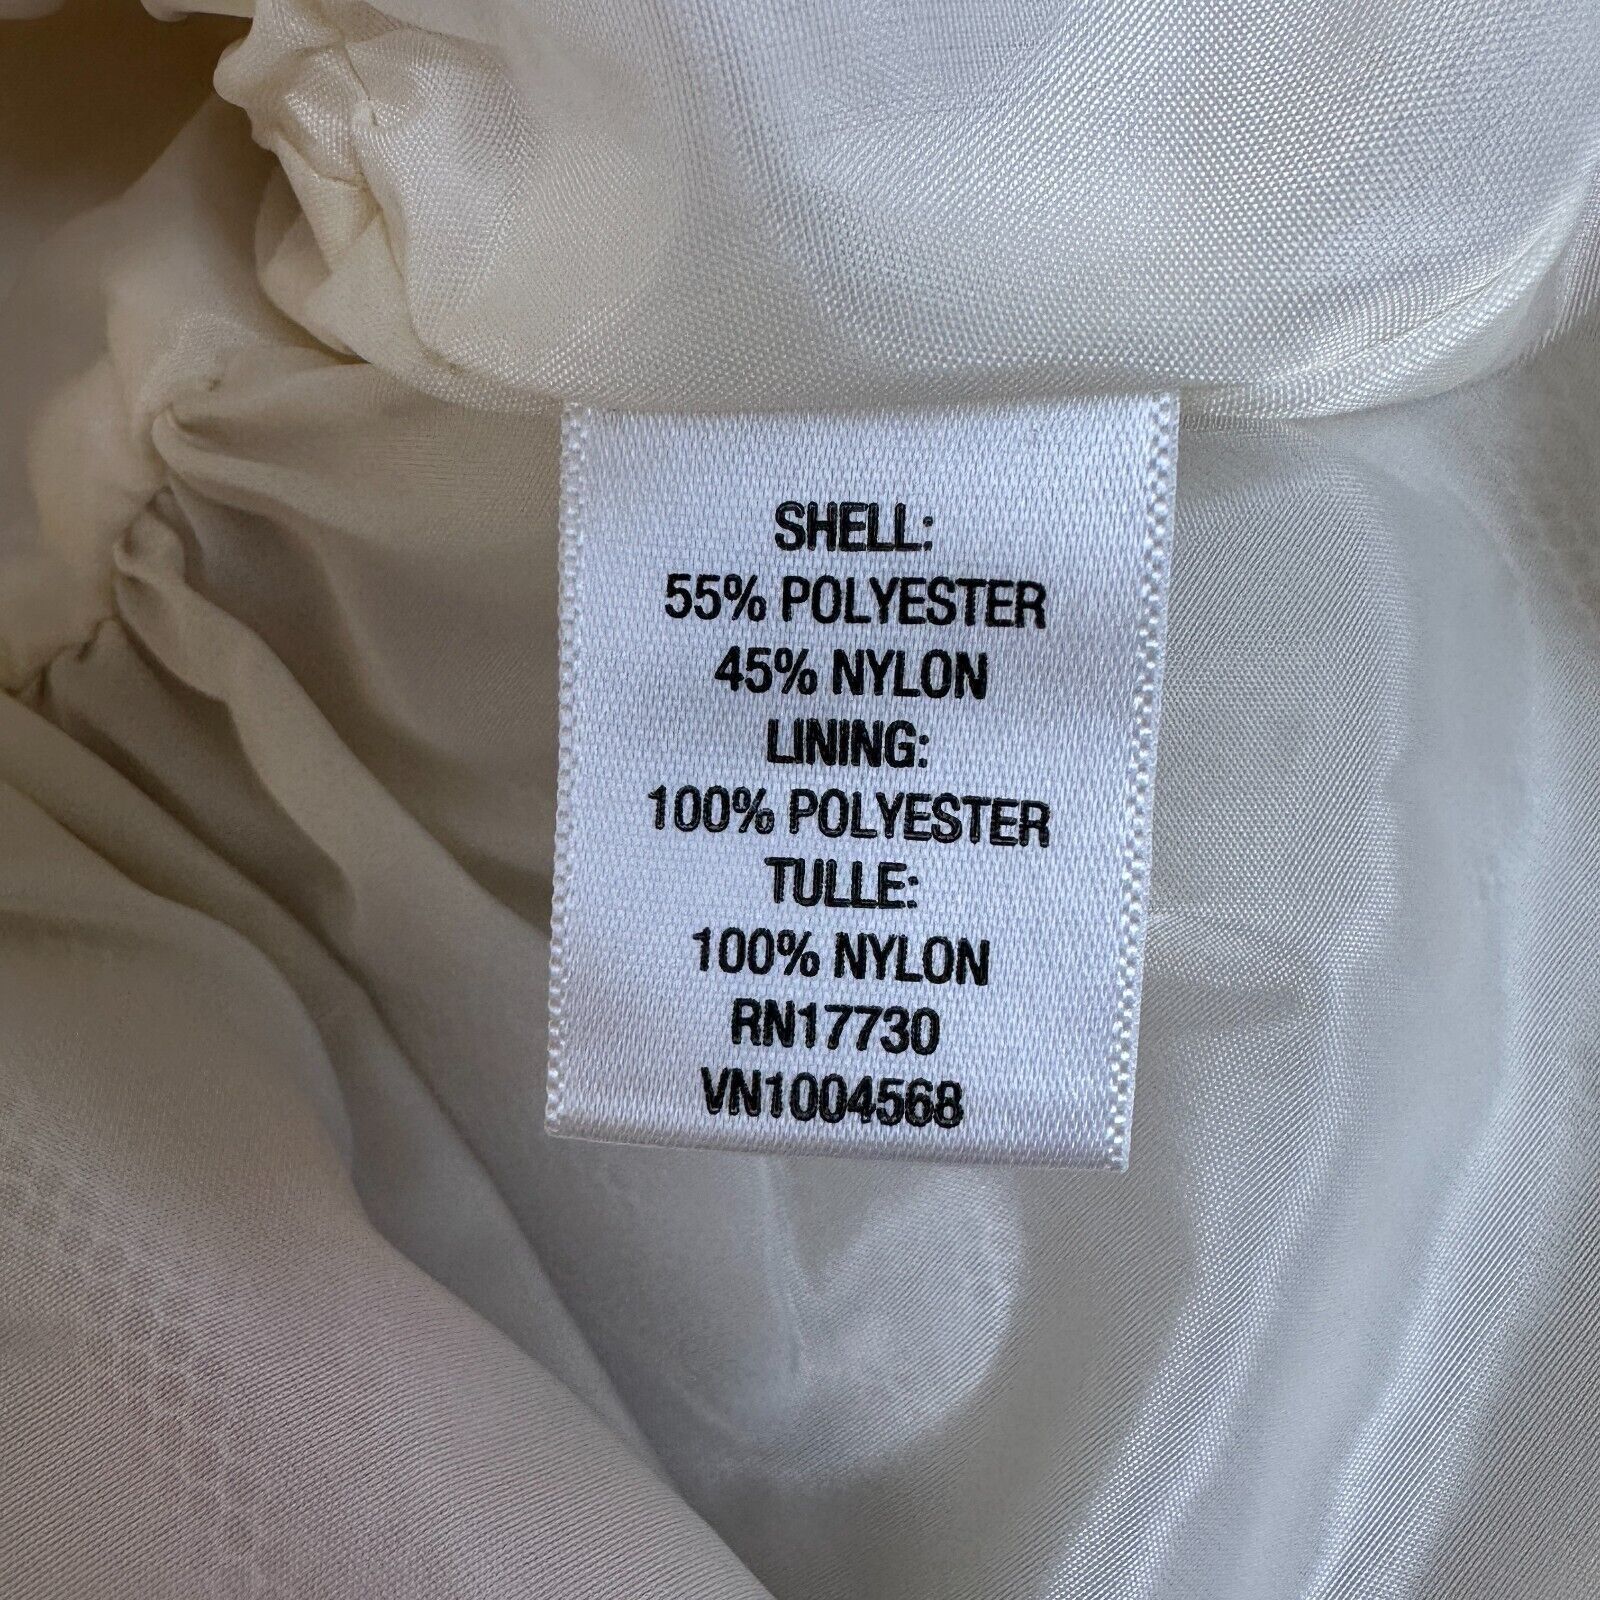 SHELL:
55% POLYESTER
45% NYLON
LINING:
100% POLYESTER
TULLE:
100% NYLON
RN17730
VN1004568